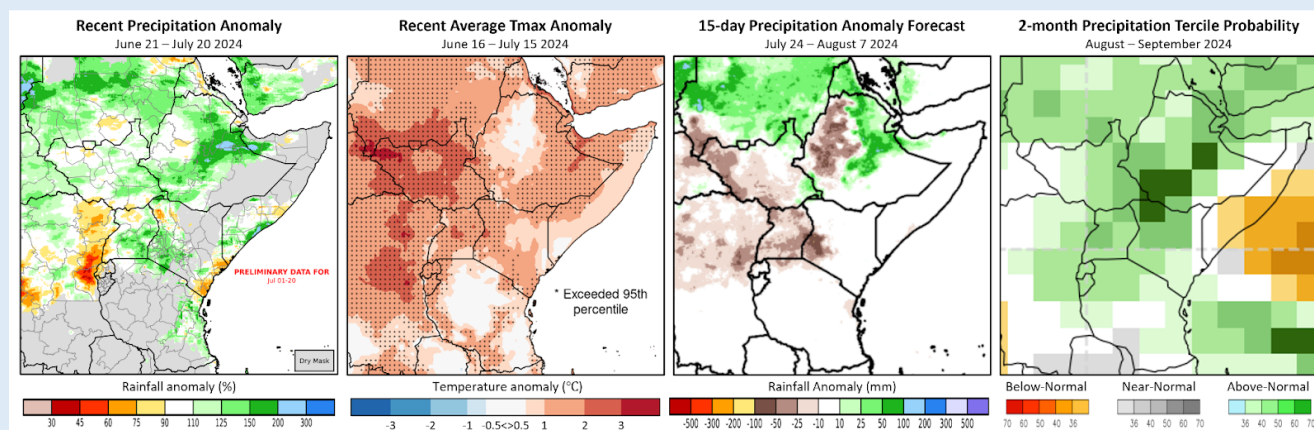 Recent Precipitation Anomaly
June 21 – July 20 2024
PRELIMINARY DATA FOR
Jul 01-20
Dry Mask
Rainfall anomaly (%)
30 45 60 75 90 110 125 150 200 300
Recent Average Tmax Anomaly
June 16 – July 15 2024
* Exceeded 95th
percentile
Temperature anomaly (°C)
-3 -2 -1 -0.5<>0.5 1 2 3
15-day Precipitation Anomaly Forecast
July 24 – August 7 2024
Rainfall Anomaly (mm)
-500 -300 -200 -100 -50 -25 -10 10 25 50 100 200 300 500
2-month Precipitation Tercile Probability
August – September 2024
Below-Normal Near-Normal Above-Normal
70 60 50 40 36 36 40 50 60 70 36 40 50 60